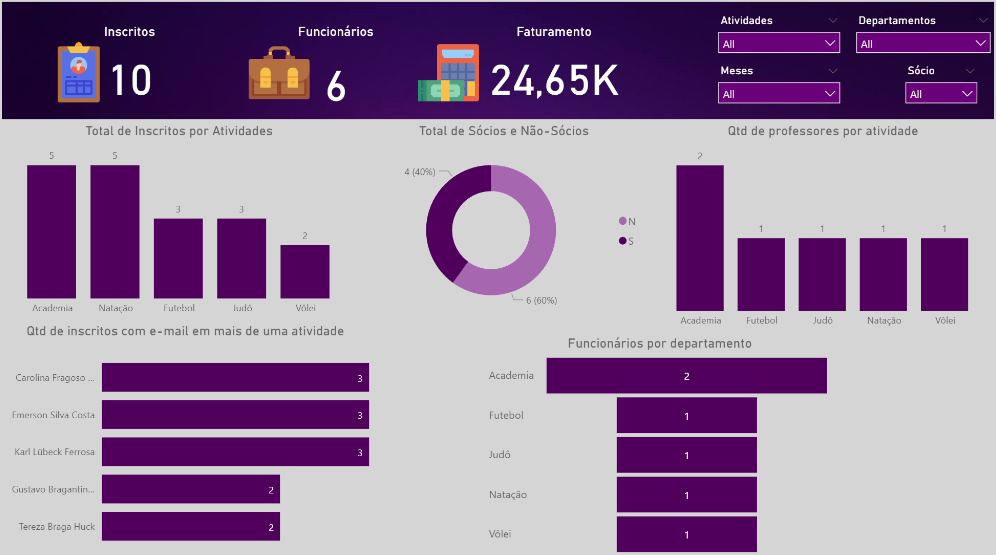 Inscritos
10
Funcionários
6
Faturamento
24,65K
Atividades
All
Departamentos
All
Meses
All
Sócio
All
Total de Inscritos por Atividades
5
5
3
3
2
Academia
Natação
Futebol
Judô
Vôlei
Total de Sócios e Não-Sócios
4 (40%)
6 (60%)
N
S
Qtd de professores por atividade
2
1
1
1
1
Academia
Futebol
Judô
Natação
Vôlei
Qtd de inscritos com e-mail em mais de uma atividade
Carolina Fragoso ... 3
Emerson Silva Costa 3
Karl Lübeck Ferrosa 3
Gustavo Bragantin... 2
Tereza Braga Huck 2
Funcionários por departamento
Academia 2
Futebol 1
Judô 1
Natação 1
Vôlei 1